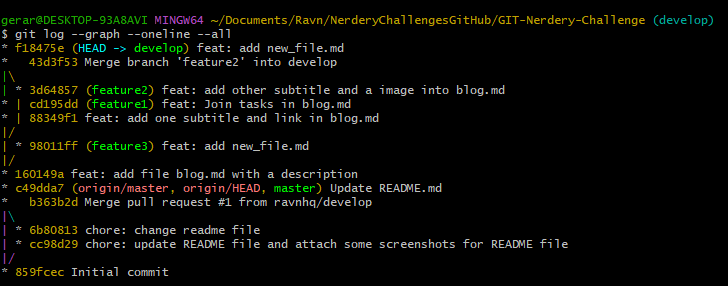 gerar@DESKTOP-93A8AVI MINGW64 ~/Documents/Ravn/NerderyChallengesGitHub/GIT-Nerdery-Challenge (develop)
$ git log --graph --oneline --all
* f18475e (HEAD -> develop) feat: add new_file.md
*   43d3f53 Merge branch 'feature2' into develop
|\
| * 3d64857 (feature2) feat: add other subtitle and a image into blog.md
* | cd195dd (feature1) feat: Join tasks in blog.md
* | 88349f1 feat: add one subtitle and link in blog.md
|/
| * 98011ff (feature3) feat: add new_file.md
|/
* 160149a feat: add file blog.md with a description
* c49dda7 (origin/master, origin/HEAD, master) Update README.md
*   b363b2d Merge pull request #1 from ravnhq/develop
|\
| * 6b80813 chore: change readme file
| * cc98d29 chore: update README file and attach some screenshots for README file
|/
* 859fcec Initial commit